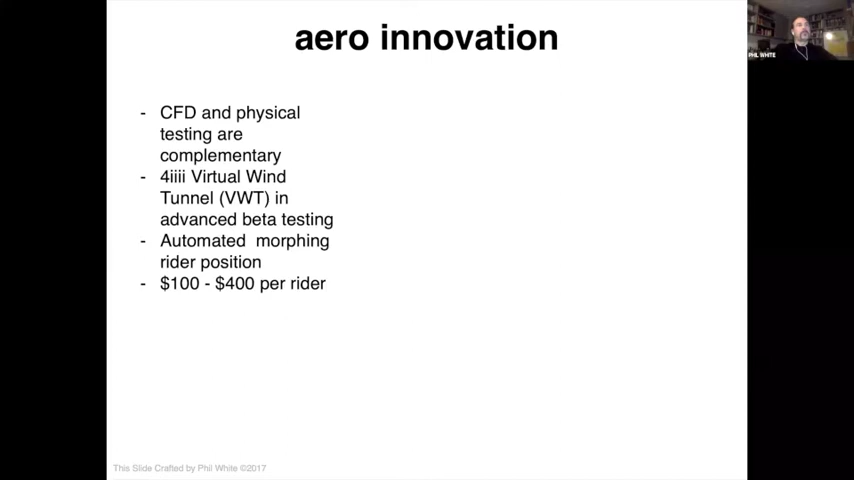 aero innovation
PHIL WHITE
- CFD and physical
testing are
complementary
- 4iiii Virtual Wind
Tunnel (VWT) in
advanced beta testing
- Automated  morphing
rider position
- $100 - $400 per rider
This Slide Crafted by Phil White ©2017